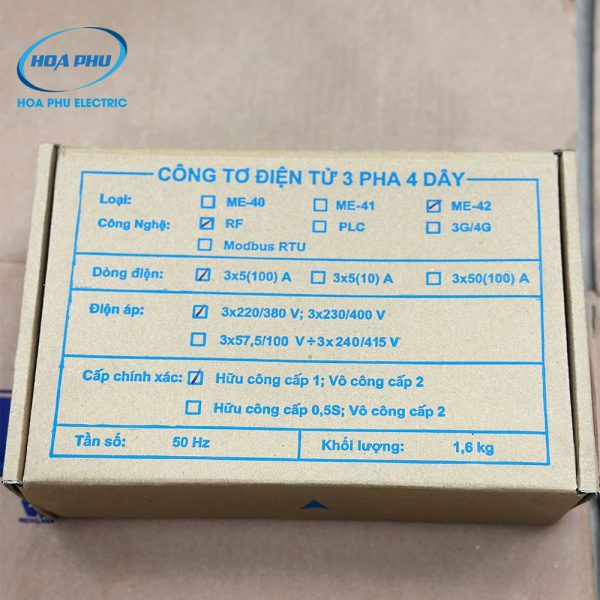 HOA PHU
HOA PHU ELECTRIC
CÔNG TƠ ĐIỆN TỬ 3 PHA 4 DÂY
Loại: ME-40 ME-41 ME-42
Công Nghệ: RF PLC 3G/4G
Modbus RTU
Dòng điện: 3x5(100) A 3x5(10) A 3x50(100) A
Điện áp: 3x220/380 V; 3x230/400 V
3x57,5/100 V÷3x240/415 V
Cấp chính xác: Hữu công cấp 1; Vô công cấp 2
Hữu công cấp 0,5S; Vô công cấp 2
Tần số: 50 Hz Khối lượng: 1,6 kg